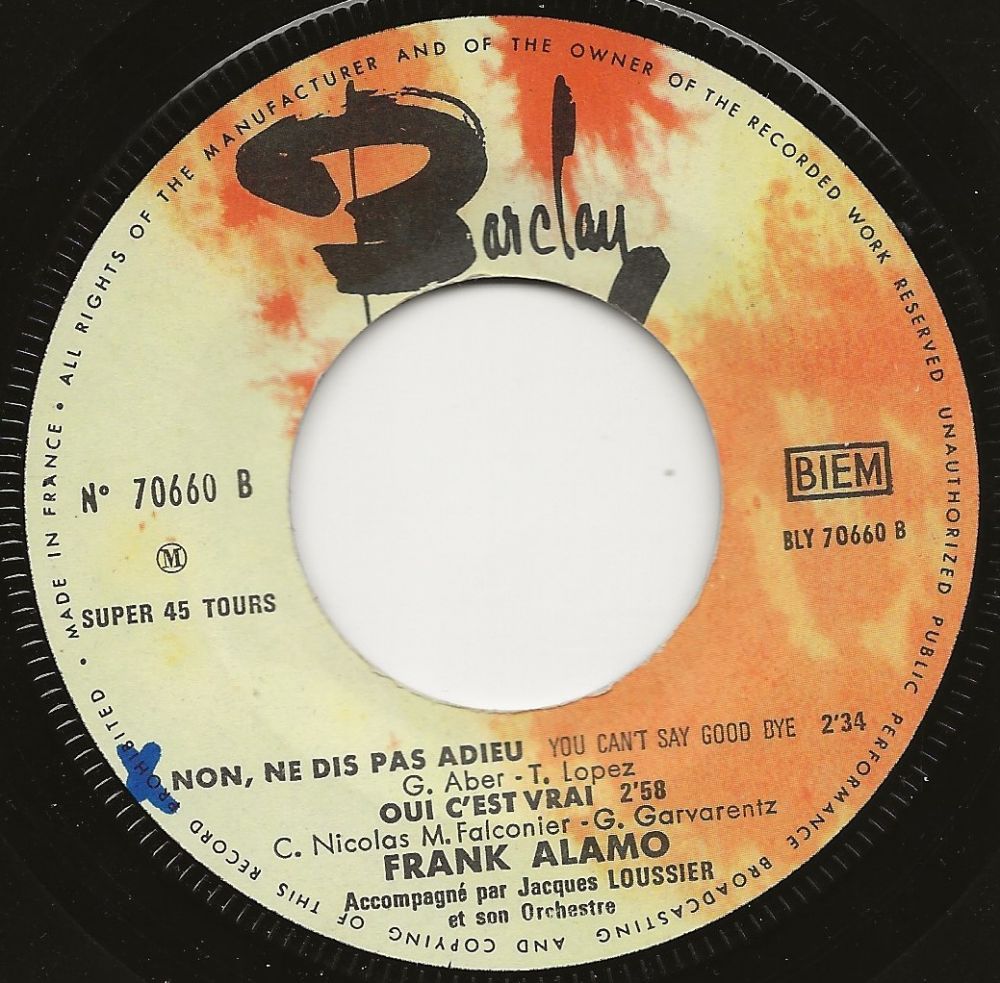 Barclay
MADE IN FRANCE • ALL RIGHTS OF THE MANUFACTURER AND OF THE OWNER OF THE RECORDED WORK RESERVED UNAUTHORIZED PUBLIC PERFORMANCE BROADCASTING AND COPYING OF THIS RECORD PROHIBITED •
Nº 70660 B
M
SUPER 45 TOURS
BIEM
BLY 70660 B
NON, NE DIS PAS ADIEU YOU CAN'T SAY GOOD BYE 2'34
G. Aber - T. Lopez
OUI C'EST VRAI 2'58
C. Nicolas M. Falconier - G. Garvarentz
FRANK ALAMO
Accompagné par Jacques LOUSSIER
et son Orchestre